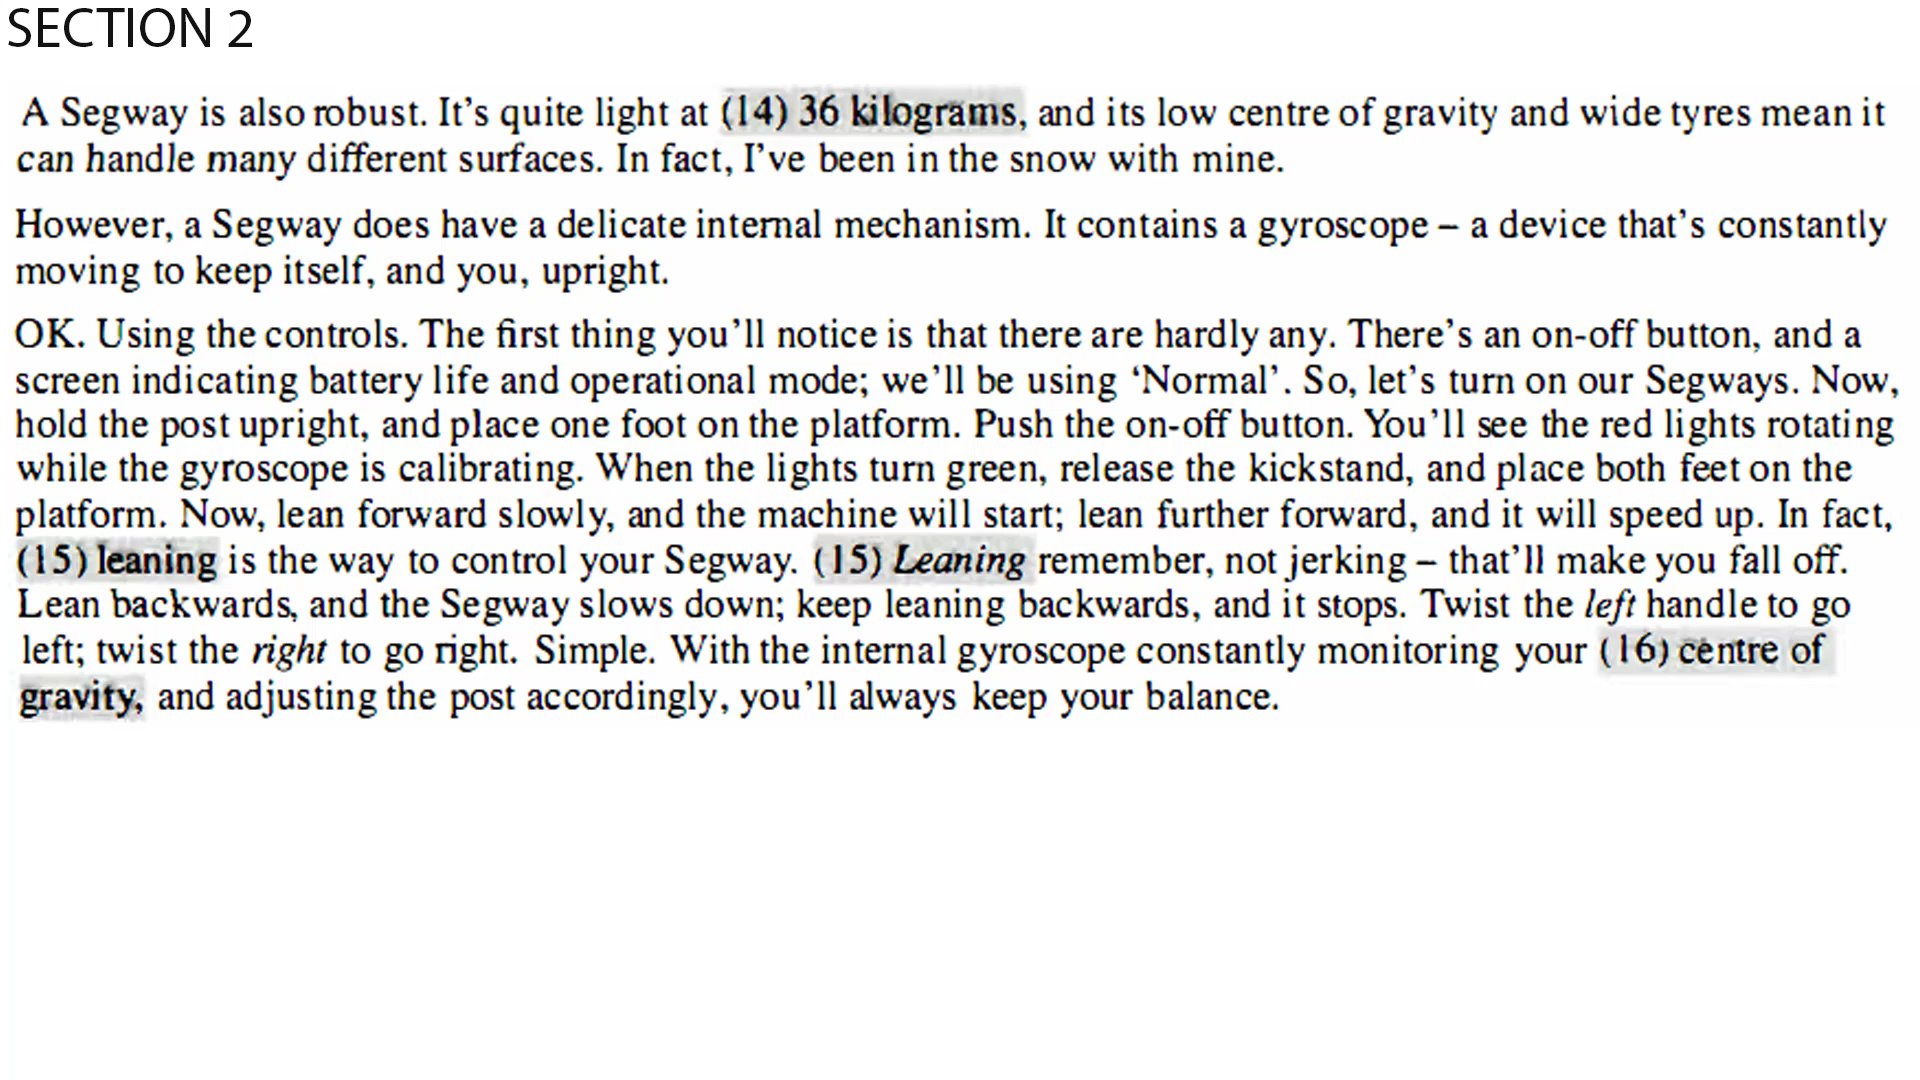 SECTION 2
A Segway is also robust. It's quite light at (14) 36 kilograms, and its low centre of gravity and wide tyres mean it
can handle many different surfaces. In fact, I've been in the snow with mine.
However, a Segway does have a delicate internal mechanism. It contains a gyroscope – a device that's constantly
moving to keep itself, and you, upright.
OK. Using the controls. The first thing you'll notice is that there are hardly any. There's an on-off button, and a
screen indicating battery life and operational mode; we'll be using 'Normal'. So, let's turn on our Segways. Now,
hold the post upright, and place one foot on the platform. Push the on-off button. You'll see the red lights rotating
while the gyroscope is calibrating. When the lights turn green, release the kickstand, and place both feet on the
platform. Now, lean forward slowly, and the machine will start; lean further forward, and it will speed up. In fact,
(15) leaning is the way to control your Segway. (15) Leaning remember, not jerking – that'll make you fall off.
Lean backwards, and the Segway slows down; keep leaning backwards, and it stops. Twist the left handle to go
left; twist the right to go right. Simple. With the internal gyroscope constantly monitoring your (16) centre of
gravity, and adjusting the post accordingly, you'll always keep your balance.